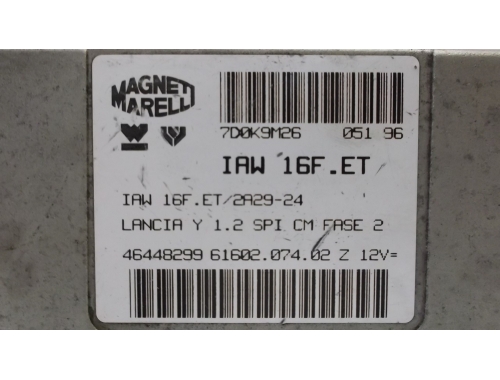 MAGNETI
MARELLI
7D0K9M26 051 96
IAW 16F.ET
IAW 16F.ET/2A29-24
LANCIA Y 1.2 SPI CM FASE 2
46448299 61602.074.02 Z 12V=